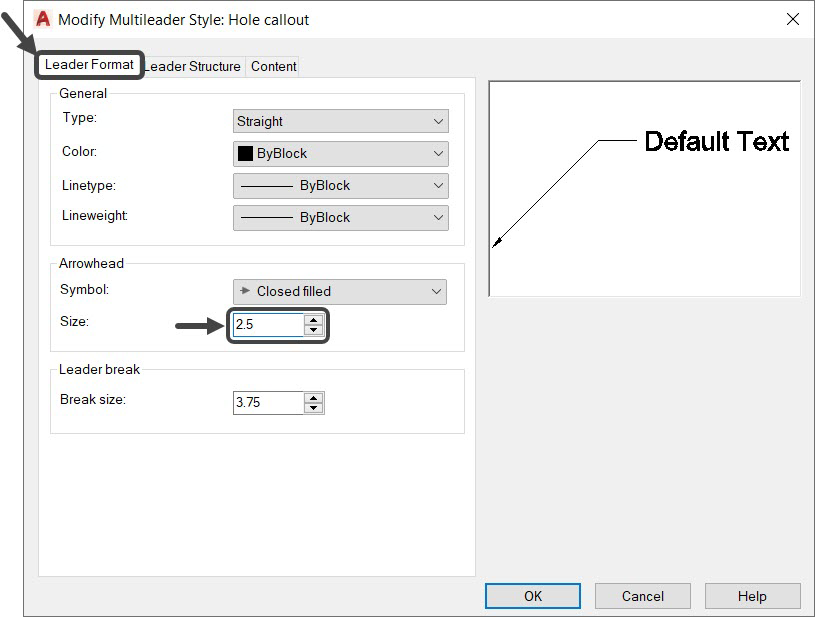 Modify Multileader Style: Hole callout
Leader Format Leader Structure Content
General
Type: Straight
Color: ByBlock
Linetype: ByBlock
Lineweight: ByBlock
Arrowhead
Symbol: Closed filled
Size: 2.5
Leader break
Break size: 3.75
Default Text
OK Cancel Help